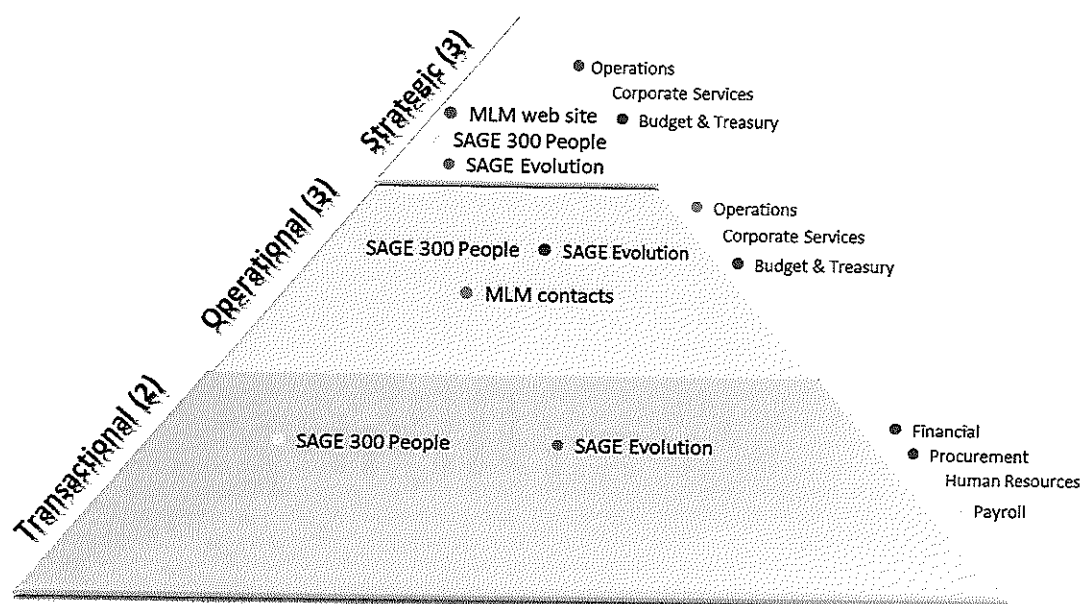 Strategic (3)
Operations
Corporate Services
Budget & Treasury
MLM web site
SAGE 300 People
SAGE Evolution
Operational (3)
Operations
Corporate Services
Budget & Treasury
SAGE 300 People
SAGE Evolution
MLM contacts
Transactional (2)
SAGE 300 People
SAGE Evolution
Financial
Procurement
Human Resources
Payroll